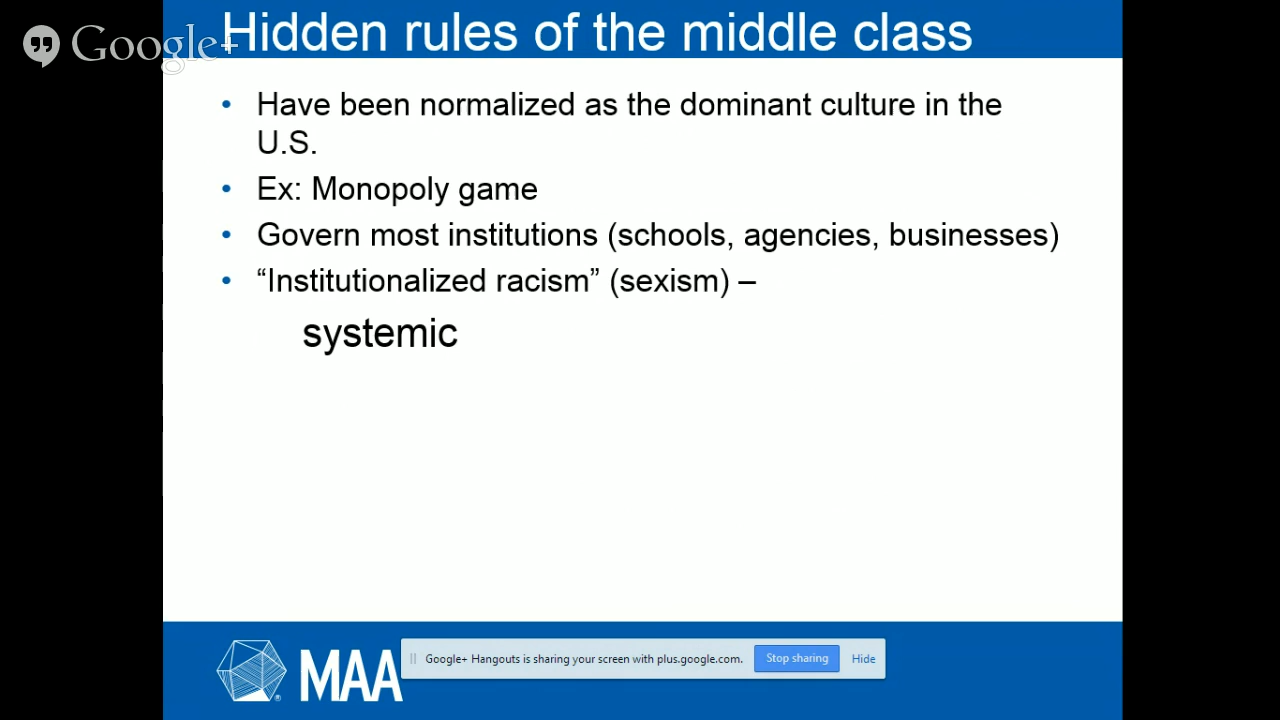 Google+
Hidden rules of the middle class
• Have been normalized as the dominant culture in the
U.S.
• Ex: Monopoly game
• Govern most institutions (schools, agencies, businesses)
• “Institutionalized racism” (sexism) –
systemic
MAA
Google+ Hangouts is sharing your screen with plus.google.com.
Stop sharing
Hide